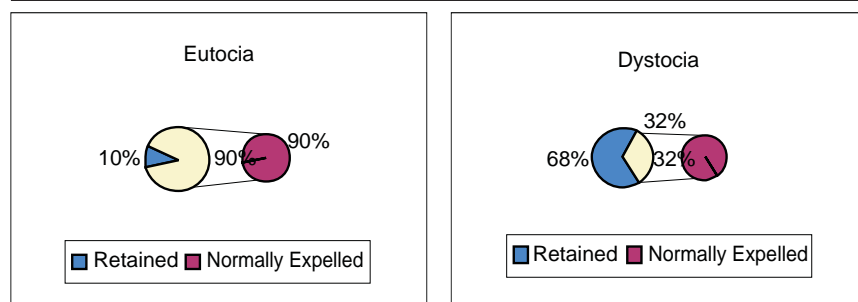 Eutocia
10%
90%
90%
Retained Normally Expelled
Dystocia
32%
68%
32%
Retained Normally Expelled